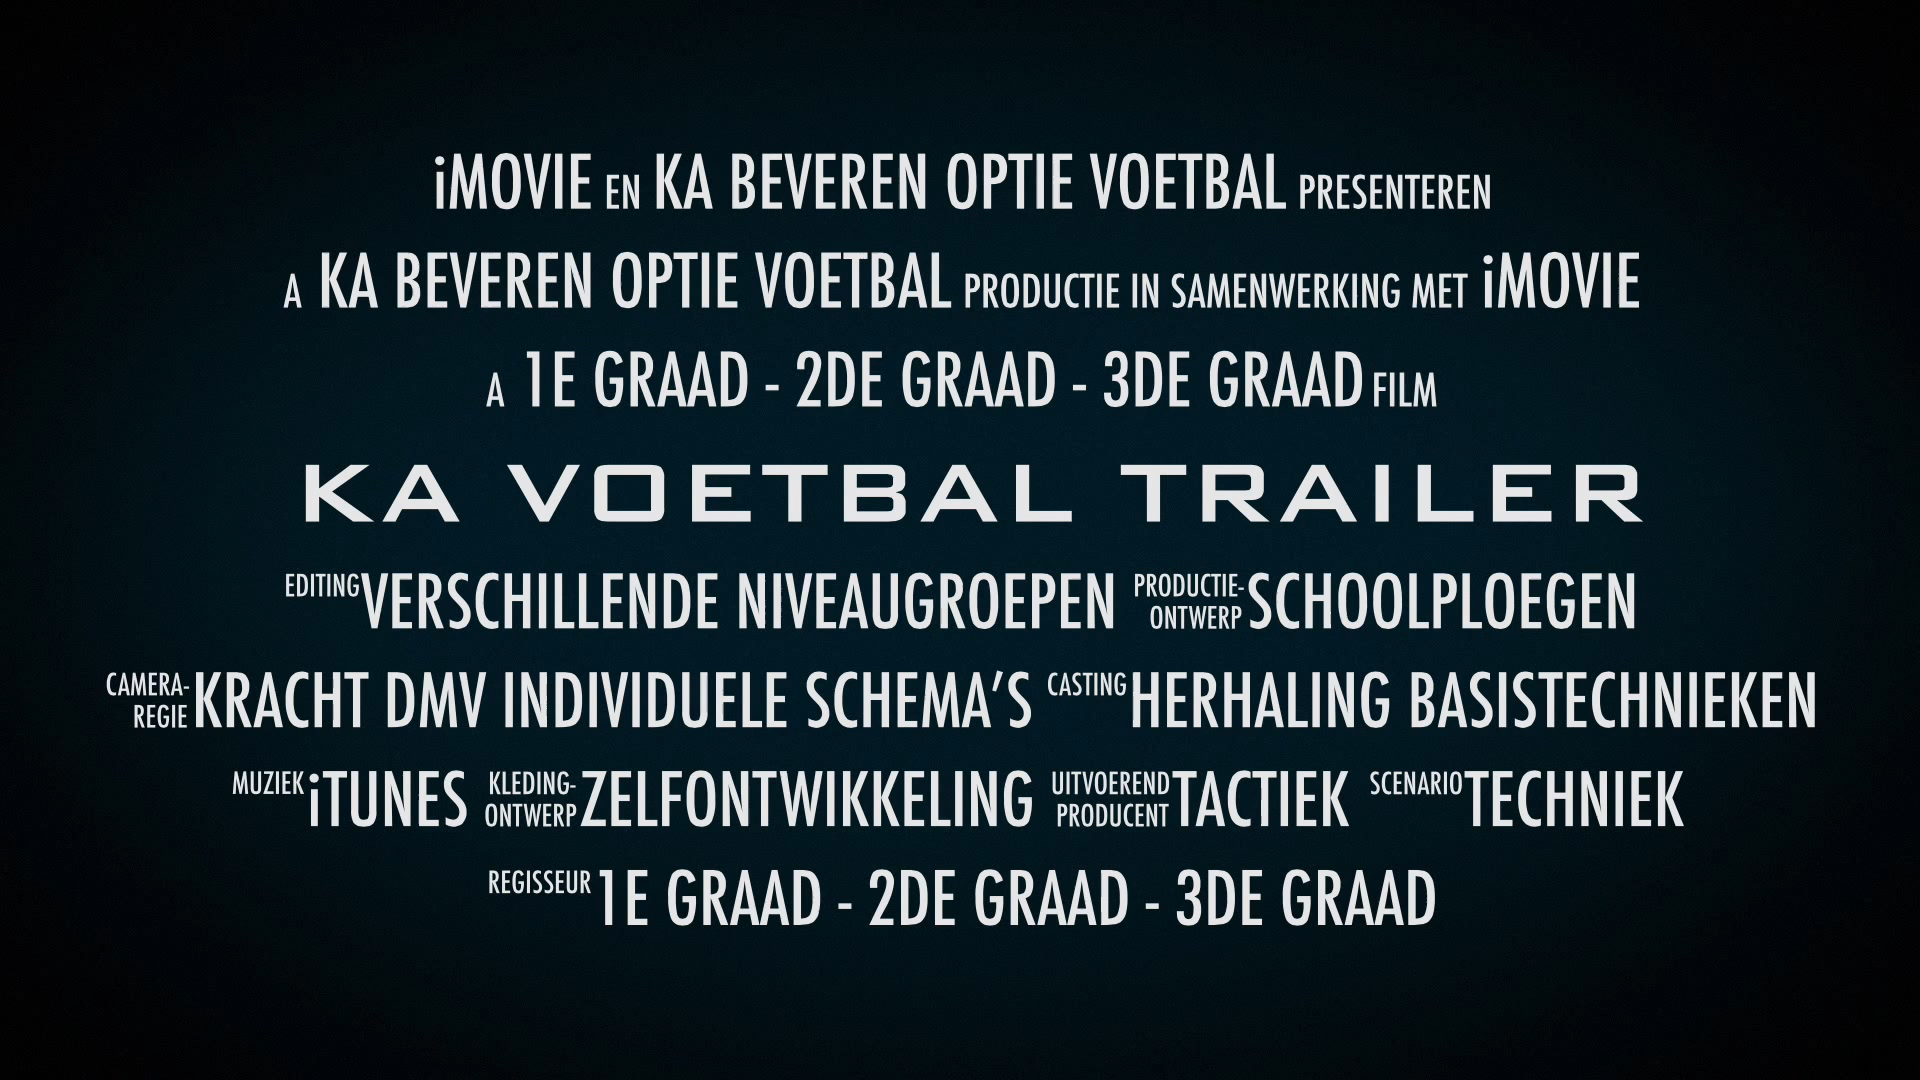 iMOVIE EN KA BEVEREN OPTIE VOETBAL PRESENTEREN
A KA BEVEREN OPTIE VOETBAL PRODUCTIE IN SAMENWERKING MET iMOVIE
A 1E GRAAD - 2DE GRAAD - 3DE GRAAD FILM
KA VOETBAL TRAILER
EDITING VERSCHILLENDE NIVEAUGROEPEN PRODUCTIE-ONTWERP SCHOOLPLOEGEN
CAMERA-REGIE KRACHT DMV INDIVIDUELE SCHEMA'S CASTING HERHALING BASISTECHNIEKEN
MUZIEK iTUNES KLEDING-ONTWERP ZELFONTWIKKELING UITVOEREND PRODUCENT TACTIEK SCENARIO TECHNIEK
REGISSEUR 1E GRAAD - 2DE GRAAD - 3DE GRAAD